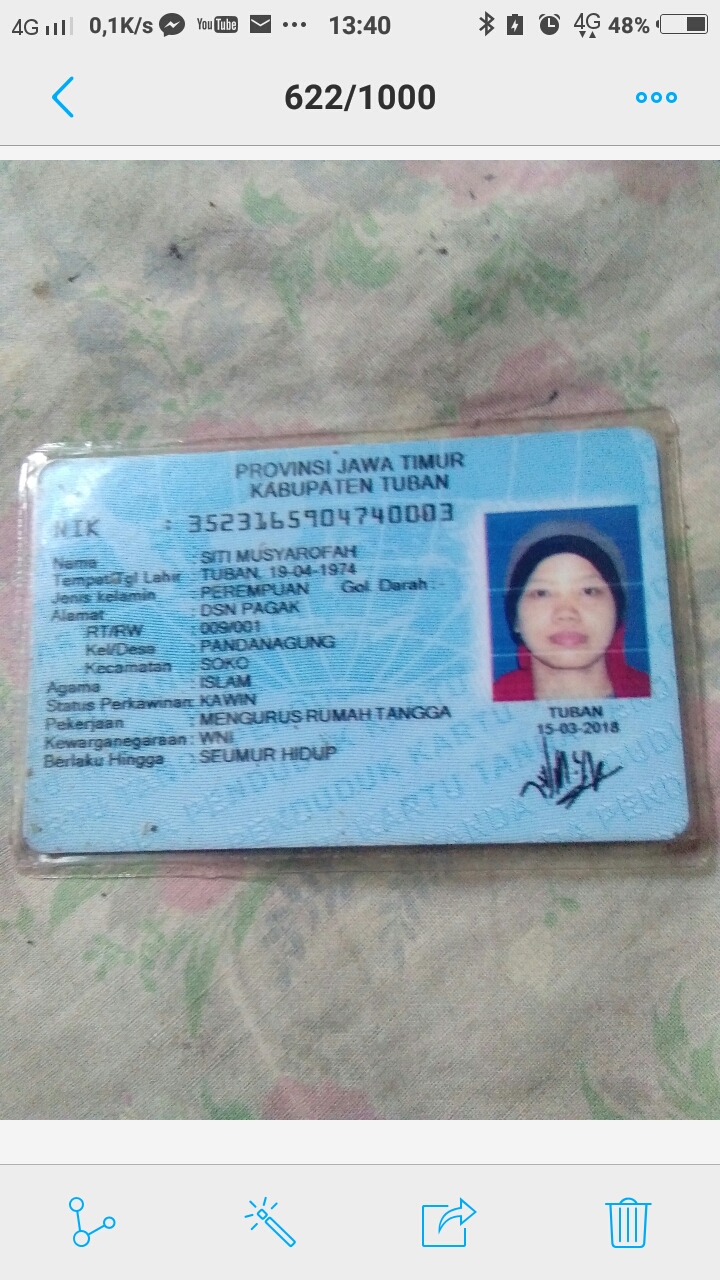 4G 0,1K/s YouTube 13:40 4G 48%
622/1000
PROVINSI JAWA TIMUR
KABUPATEN TUBAN
NIK : 3523165904740003
Nama : SITI MUSYAROFAH
Tempat/Tgl Lahir : TUBAN, 19-04-1974
Jenis kelamin : PEREMPUAN Gol. Darah : -
Alamat : DSN PAGAK
RT/RW : 009/001
Kel/Desa : PANDANAGUNG
Kecamatan : SOKO
Agama : ISLAM
Status Perkawinan: KAWIN
Pekerjaan : MENGURUS RUMAH TANGGA
Kewarganegaraan : WNI
Berlaku Hingga : SEUMUR HIDUP
TUBAN
15-03-2018